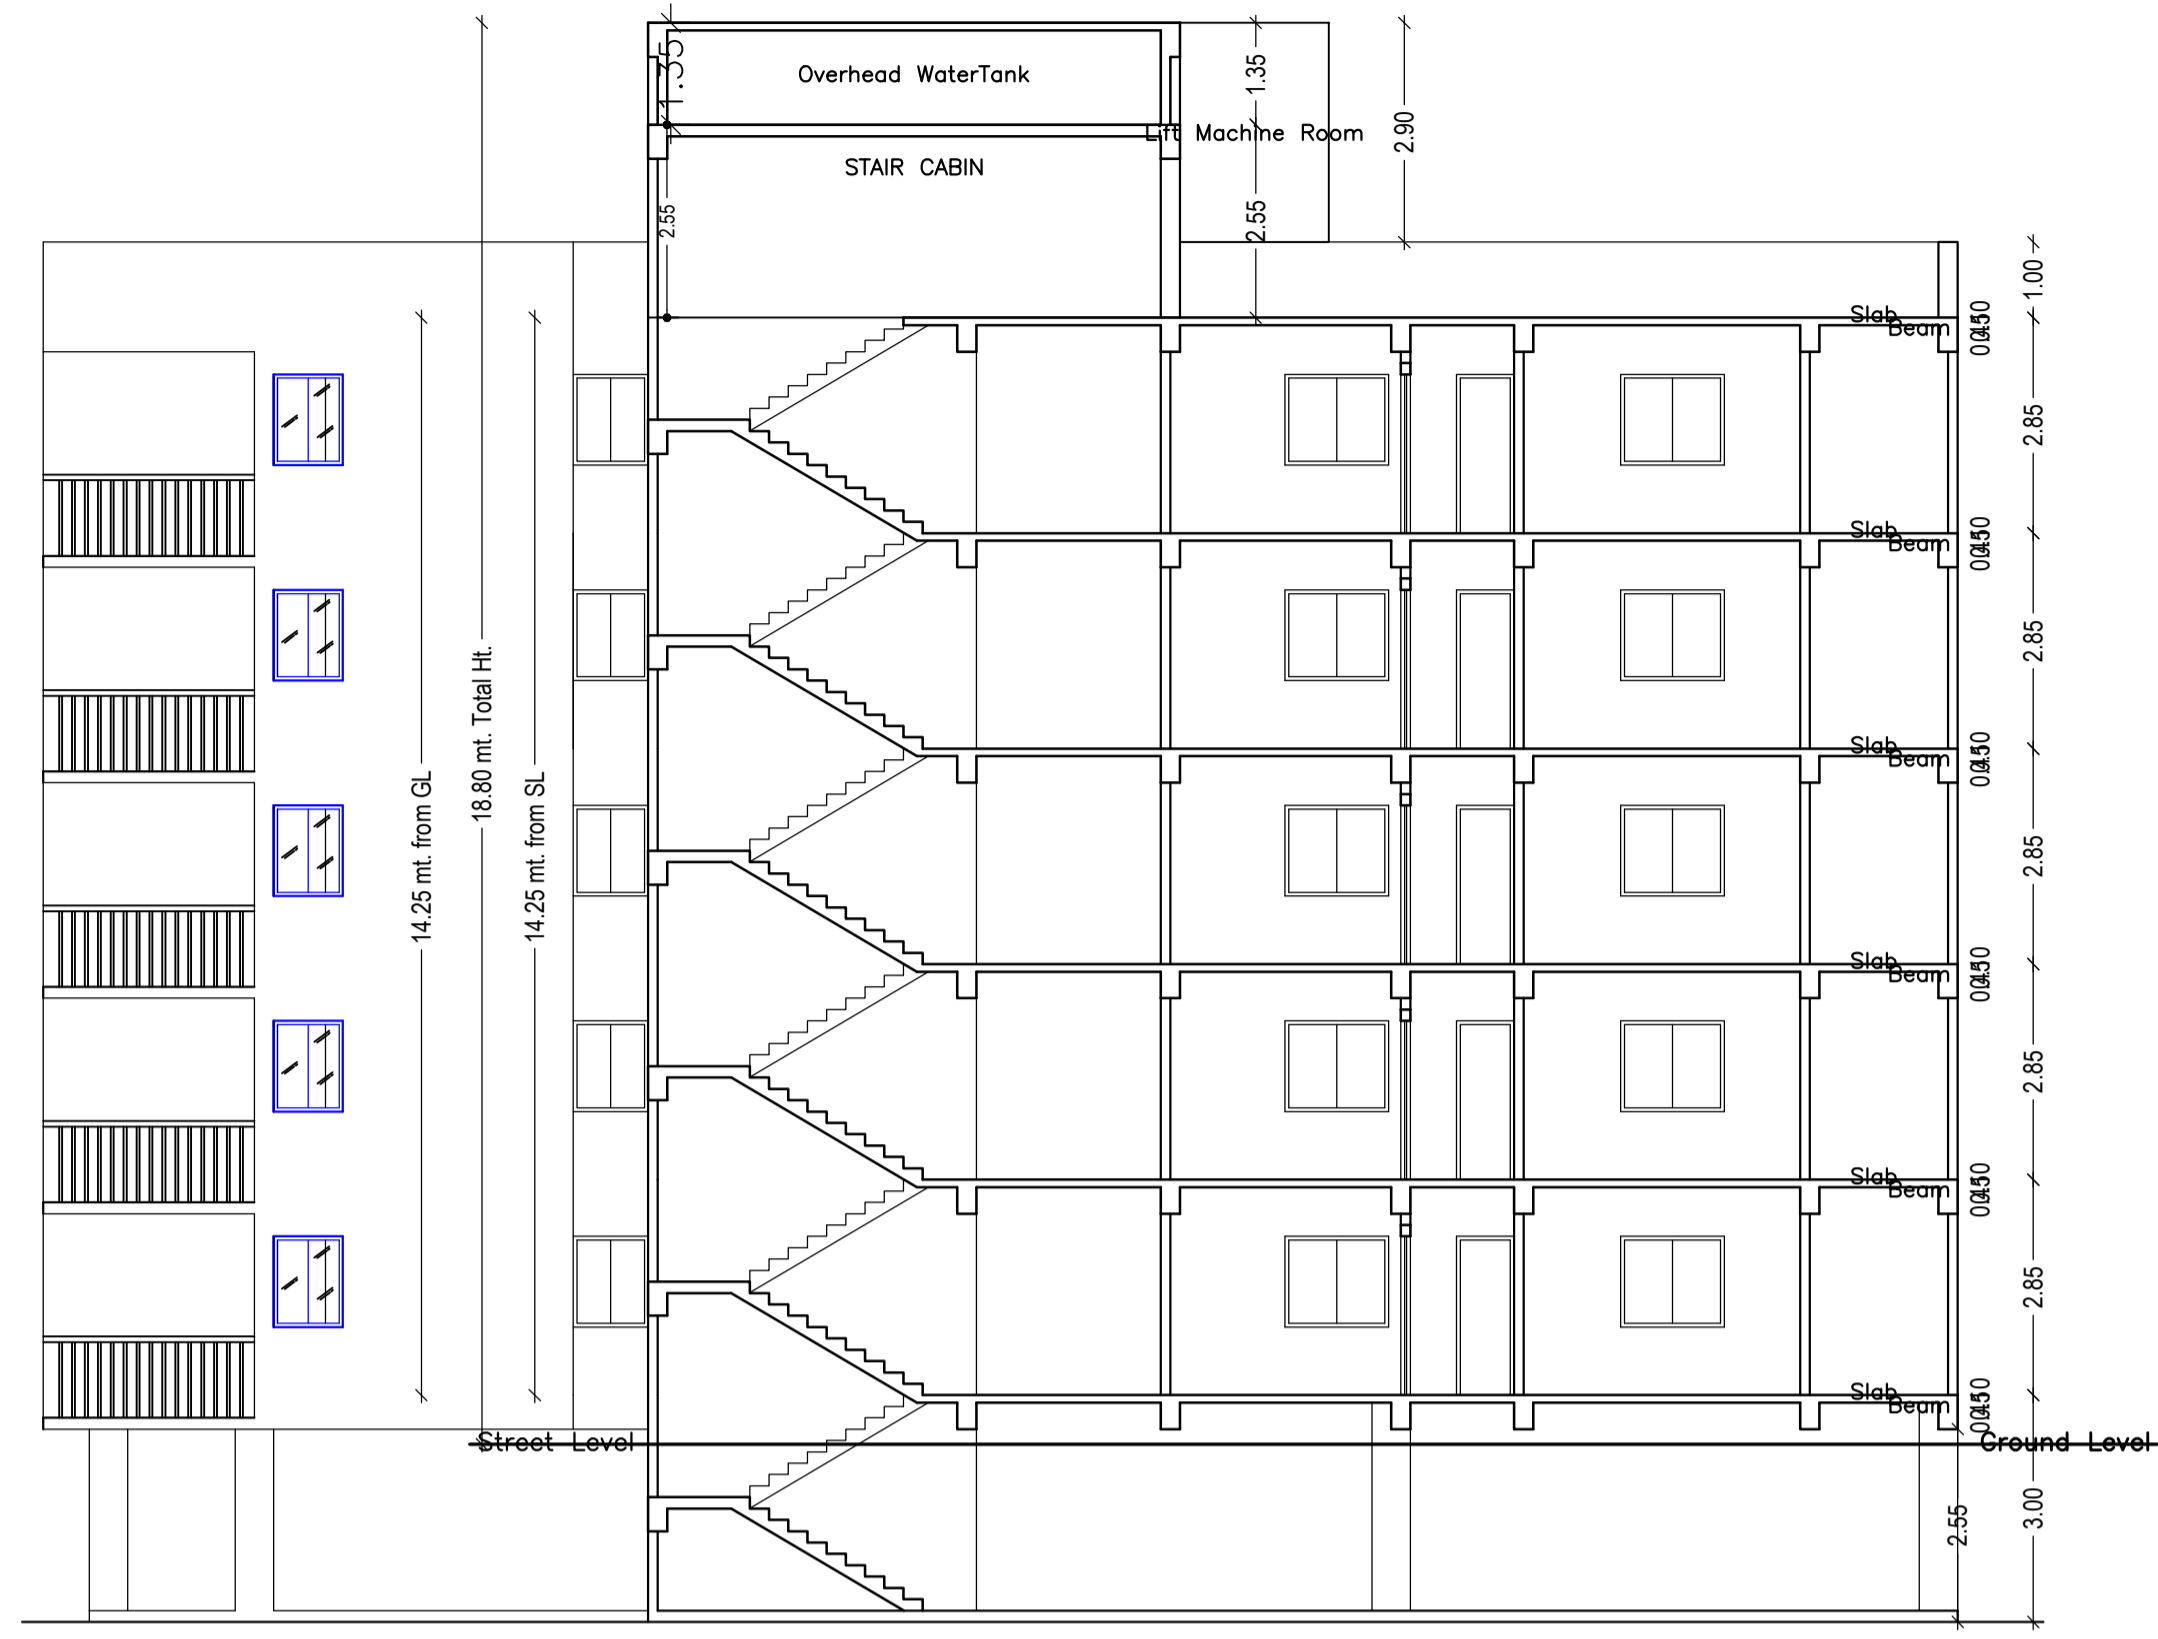 1.35
Overhead WaterTank
1.35
Lift Machine Room
2.90
STAIR CABIN
2.55
2.55
1.00
Slab
Beam
2.85
14.25 mt. from GL
18.80 mt. Total Ht.
14.25 mt. from SL
Slab
Beam
2.85
Slab
Beam
2.85
Slab
Beam
2.85
Slab
Beam
2.85
Slab
Beam
Street Level
Ground Level
2.55
3.00